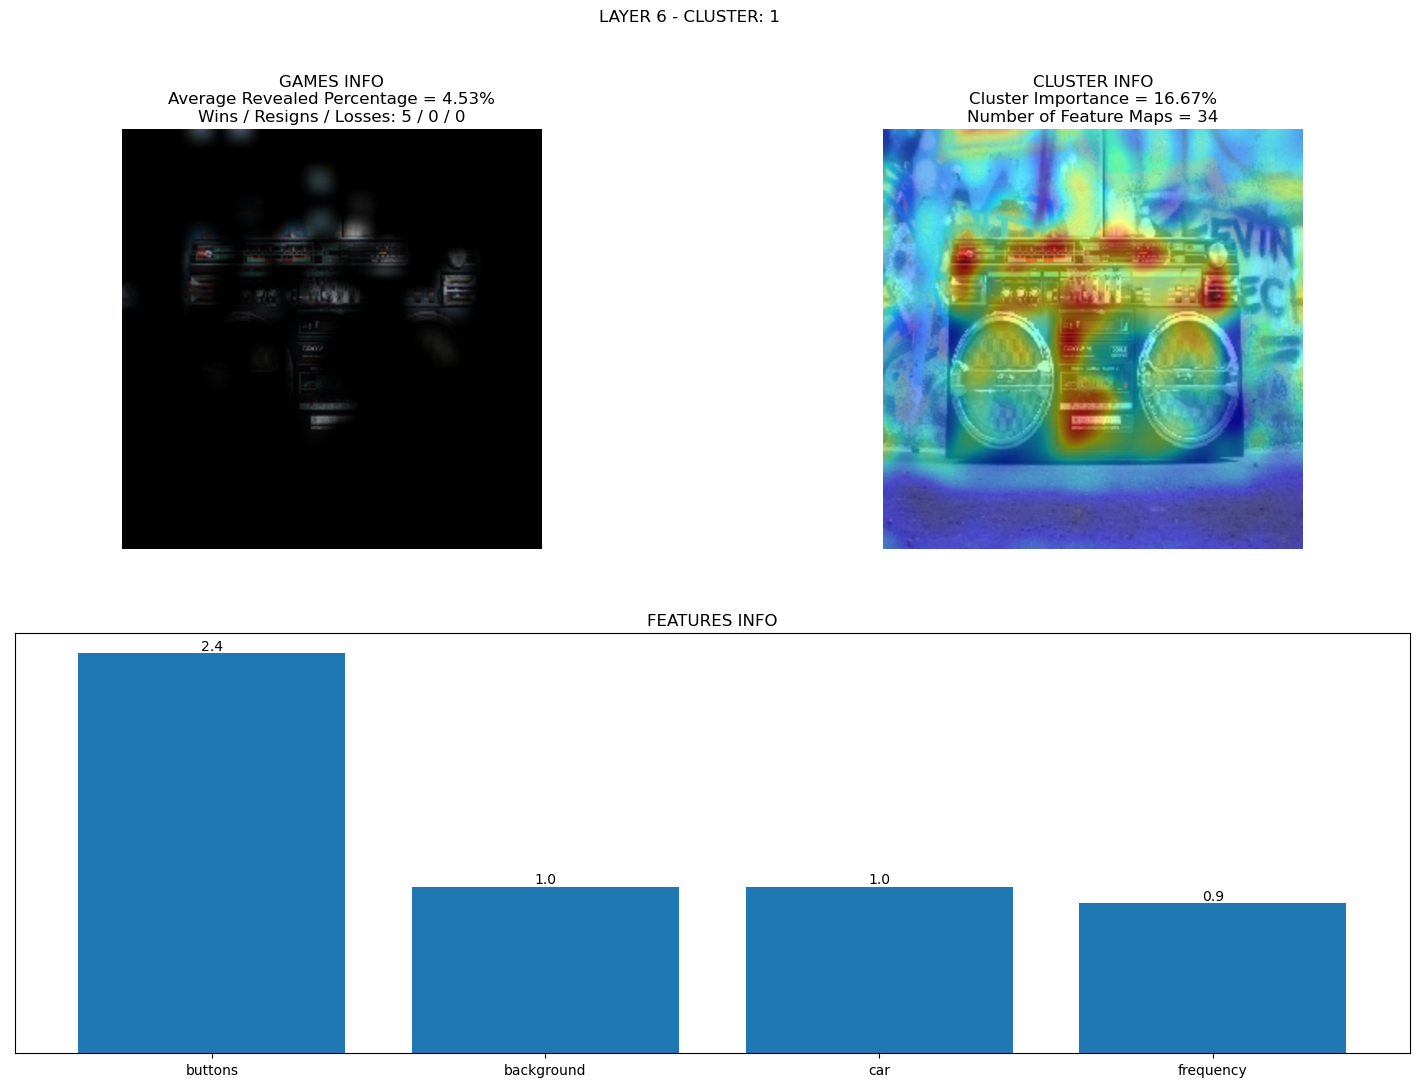 LAYER 6 - CLUSTER: 1
GAMES INFO
Average Revealed Percentage = 4.53%
Wins / Resigns / Losses: 5 / 0 / 0
CLUSTER INFO
Cluster Importance = 16.67%
Number of Feature Maps = 34
EVIN
ECI
FEATURES INFO
2.4
1.0
1.0
0.9
buttons
background
car
frequency